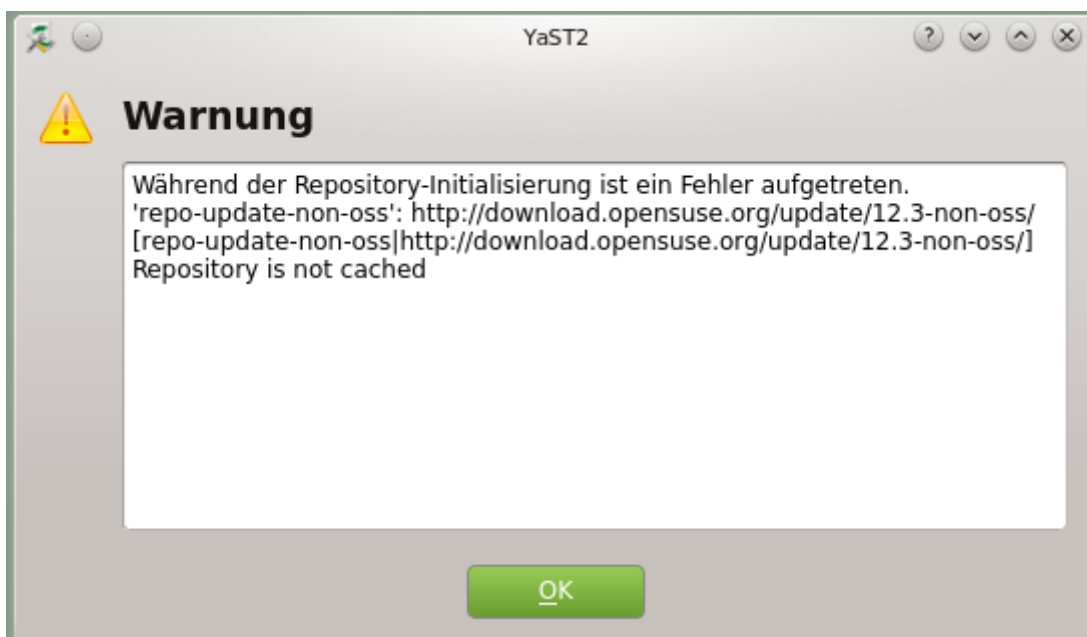 YaST2
Warnung
Während der Repository-Initialisierung ist ein Fehler aufgetreten.
'repo-update-non-oss': http://download.opensuse.org/update/12.3-non-oss/
[repo-update-non-oss|http://download.opensuse.org/update/12.3-non-oss/]
Repository is not cached
OK